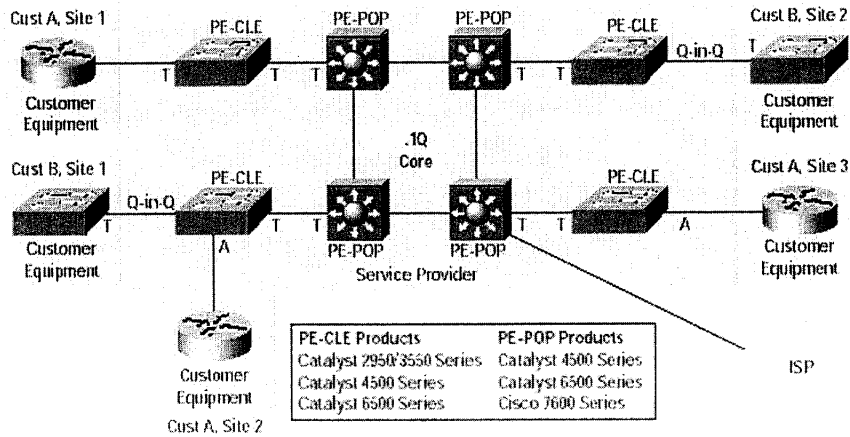 Cust A, Site 1
PE-CLE
PE-POP
PE-POP
PE-CLE
Cust B, Site 2
T
T
T
T
T
Q-in-Q
T
Customer
Equipment
Customer
Equipment
.1Q
Core
Cust B, Site 1
Q-in-Q
PE-CLE
PE-CLE
Cust A, Site 3
T
T
T
T
T
A
A
Customer
Equipment
PE-POP
PE-POP
Customer
Equipment
Service Provider
Customer
Equipment
Cust A, Site 2
PE-CLE Products
Catalyst 2950/3550 Series
Catalyst 4500 Series
Catalyst 6500 Series
PE-POP Products
Catalyst 4500 Series
Catalyst 6500 Series
Cisco 7600 Series
ISP